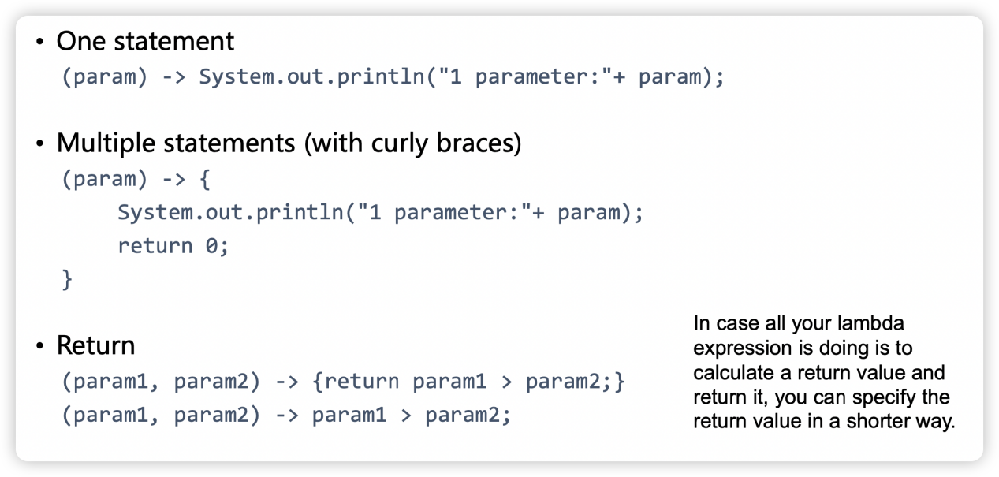 • One statement
(param) -> System.out.println("1 parameter:"+ param);
• Multiple statements (with curly braces)
(param) -> {
System.out.println("1 parameter:"+ param);
return 0;
}
• Return
(param1, param2) -> {return param1 > param2;}
(param1, param2) -> param1 > param2;
In case all your lambda
expression is doing is to
calculate a return value and
return it, you can specify the
return value in a shorter way.